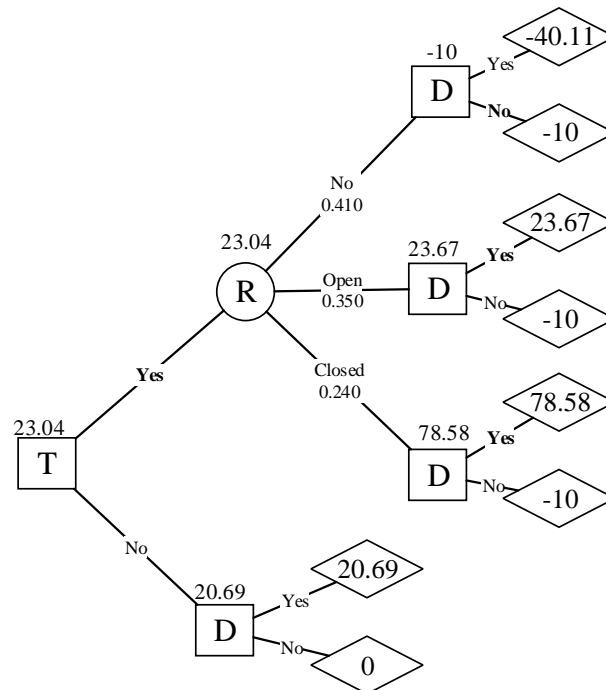 -40.11
-10
Yes
D
No
-10
No
0.410
23.67
23.04
23.67
Yes
D
R
Open
0.350
No
-10
Closed
0.240
Yes
78.58
78.58
Yes
23.04
D
T
No
-10
No
20.69
20.69
Yes
D
No
0